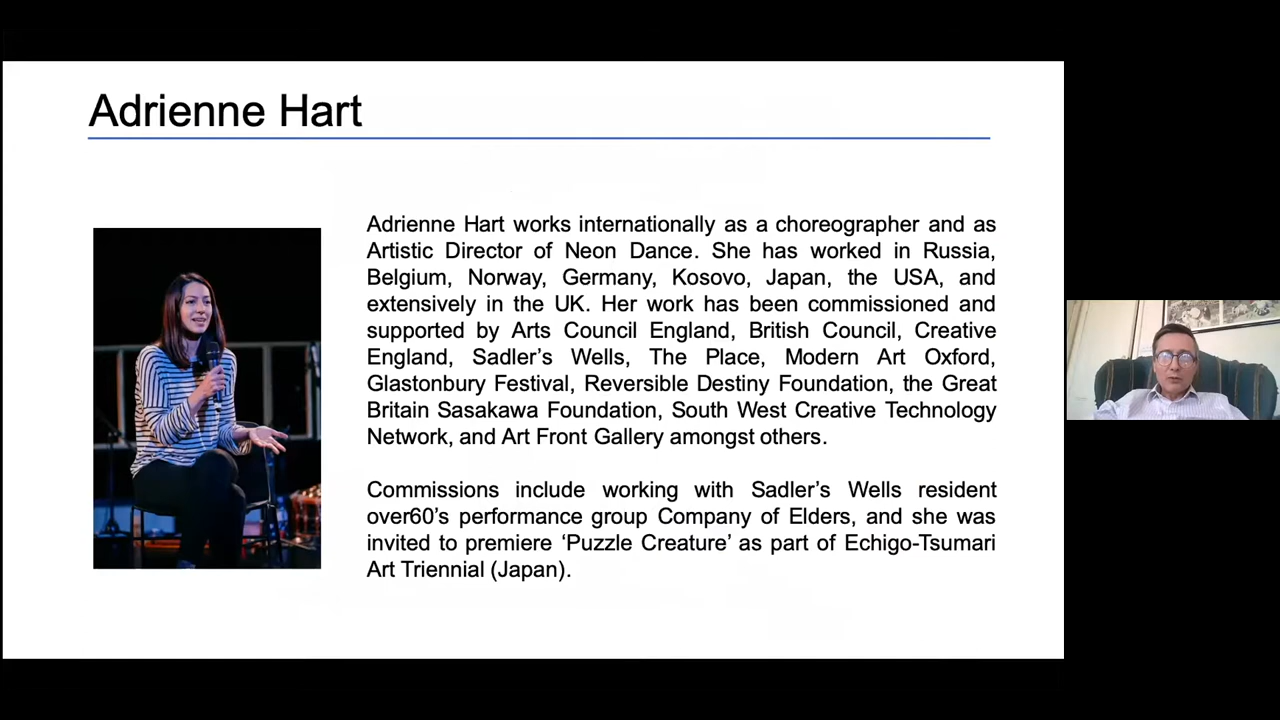 Adrienne Hart
Adrienne Hart works internationally as a choreographer and as
Artistic Director of Neon Dance. She has worked in Russia,
Belgium, Norway, Germany, Kosovo, Japan, the USA, and
extensively in the UK. Her work has been commissioned and
supported by Arts Council England, British Council, Creative
England, Sadler’s Wells, The Place, Modern Art Oxford,
Glastonbury Festival, Reversible Destiny Foundation, the Great
Britain Sasakawa Foundation, South West Creative Technology
Network, and Art Front Gallery amongst others.
Commissions include working with Sadler’s Wells resident
over60’s performance group Company of Elders, and she was
invited to premiere ‘Puzzle Creature’ as part of Echigo-Tsumari
Art Triennial (Japan).